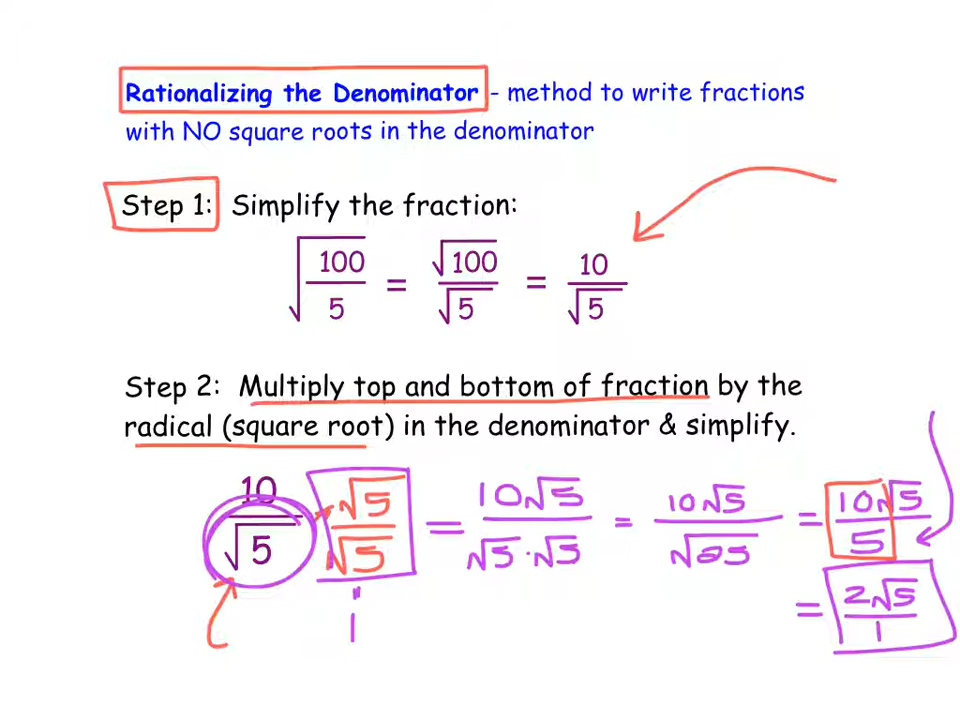 Rationalizing the Denominator - method to write fractions
with NO square roots in the denominator
Step 1: Simplify the fraction:
√(100/5) = √100/√5 = 10/√5
Step 2: Multiply top and bottom of fraction by the
radical (square root) in the denominator & simplify.
10/√5 √5/√5 = 10√5/√5·√5 = 10√5/√25 = 10√5/5
= 2√5/1
" 1